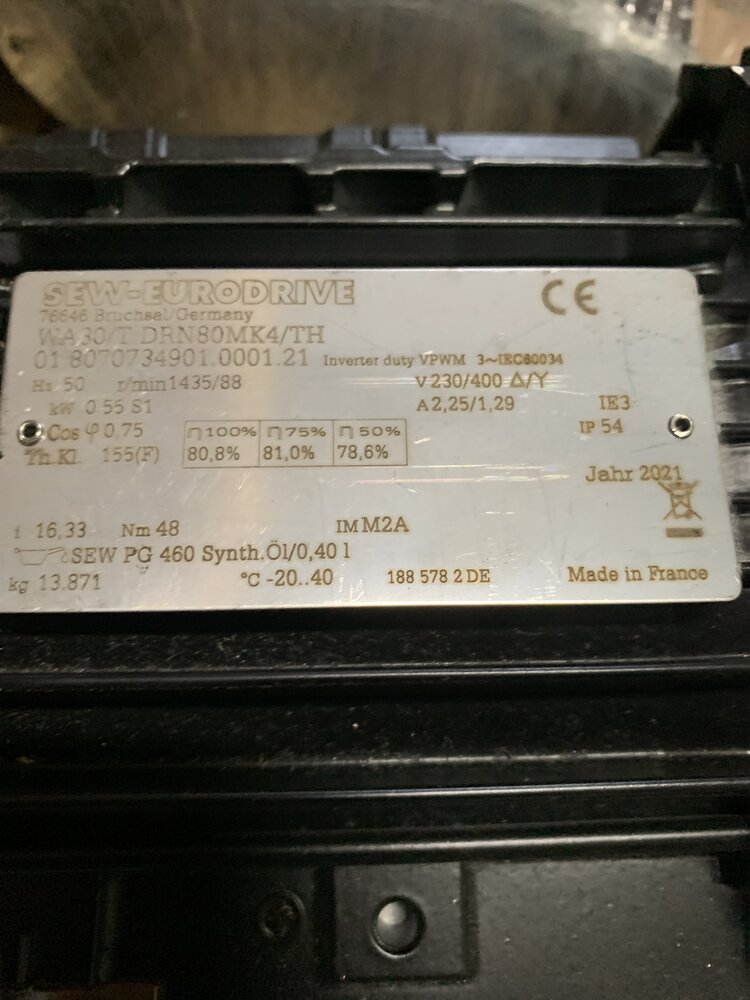 SEW-EURODRIVE CE
76646 Bruchsal/Germany
WA30/T DRN80MK4/TH
01.8070734901.0001.21 Inverter duty VPWM 3~IEC60034
Hz 50 r/min 1435/88 V 230/400 Δ/Y
kW 0.55 S1 A 2,25/1,29 IE3
Cos φ 0,75 η 100% η 75% η 50% IP 54
Th.Kl. 155(F) 80,8% 81,0% 78,6%
Jahr 2021
i 16,33 Nm 48 IM M2A
SEW PG 460 Synth.Öl/0,40 l
kg 13.871 °C -20..40 188 578 2 DE Made in France